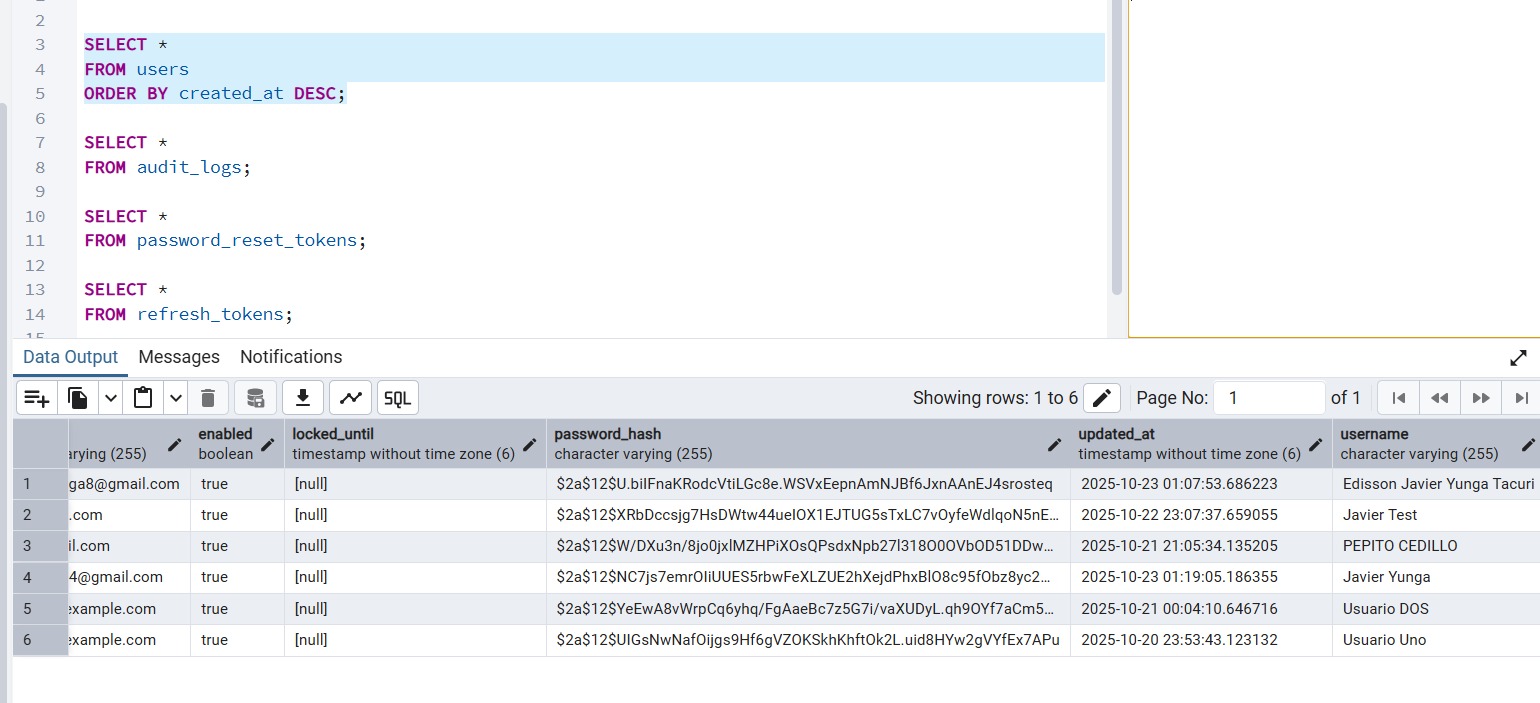 2
3 SELECT *
4 FROM users
5 ORDER BY created_at DESC;
6
7 SELECT *
8 FROM audit_logs;
9
10 SELECT *
11 FROM password_reset_tokens;
12
13 SELECT *
14 FROM refresh_tokens;
15
Data Output Messages Notifications
SQL Showing rows: 1 to 6 Page No: 1 of 1
enabled locked_until password_hash updated_at username
arying (255) boolean timestamp without time zone (6) character varying (255) timestamp without time zone (6) character varying (255)
1 ga8@gmail.com true [null] $2a$12$U.bilFnaKRodcVtiLGc8e.WSVxEepnAmNJBf6JxnAAnEJ4srosteq 2025-10-23 01:07:53.686223 Edisson Javier Yunga Tacuri
2 .com true [null] $2a$12$XRbDccsjg7HsDWtw44ueIOX1EJTUG5sTxLC7vOyfeWdlqoN5nE... 2025-10-22 23:07:37.659055 Javier Test
3 il.com true [null] $2a$12$W/DXu3n/8jo0jxlMZHPiXOsQPsdxNpb27l318O0OVbOD51DDw... 2025-10-21 21:05:34.135205 PEPITO CEDILLO
4 4@gmail.com true [null] $2a$12$NC7js7emrOIiUUES5rbwFeXLZUE2hXejdPhxBlO8c95fObz8yc2... 2025-10-23 01:19:05.186355 Javier Yunga
5 example.com true [null] $2a$12$YeEwA8vWrpCq6yhq/FgAaeBc7z5G7i/vaXUDyL.qh9OYf7aCm5... 2025-10-21 00:04:10.646716 Usuario DOS
6 example.com true [null] $2a$12$UIGsNwNafOijgs9Hf6gVZOKSkhKhftOk2L.uid8HYw2gVYfEx7APu 2025-10-20 23:53:43.123132 Usuario Uno